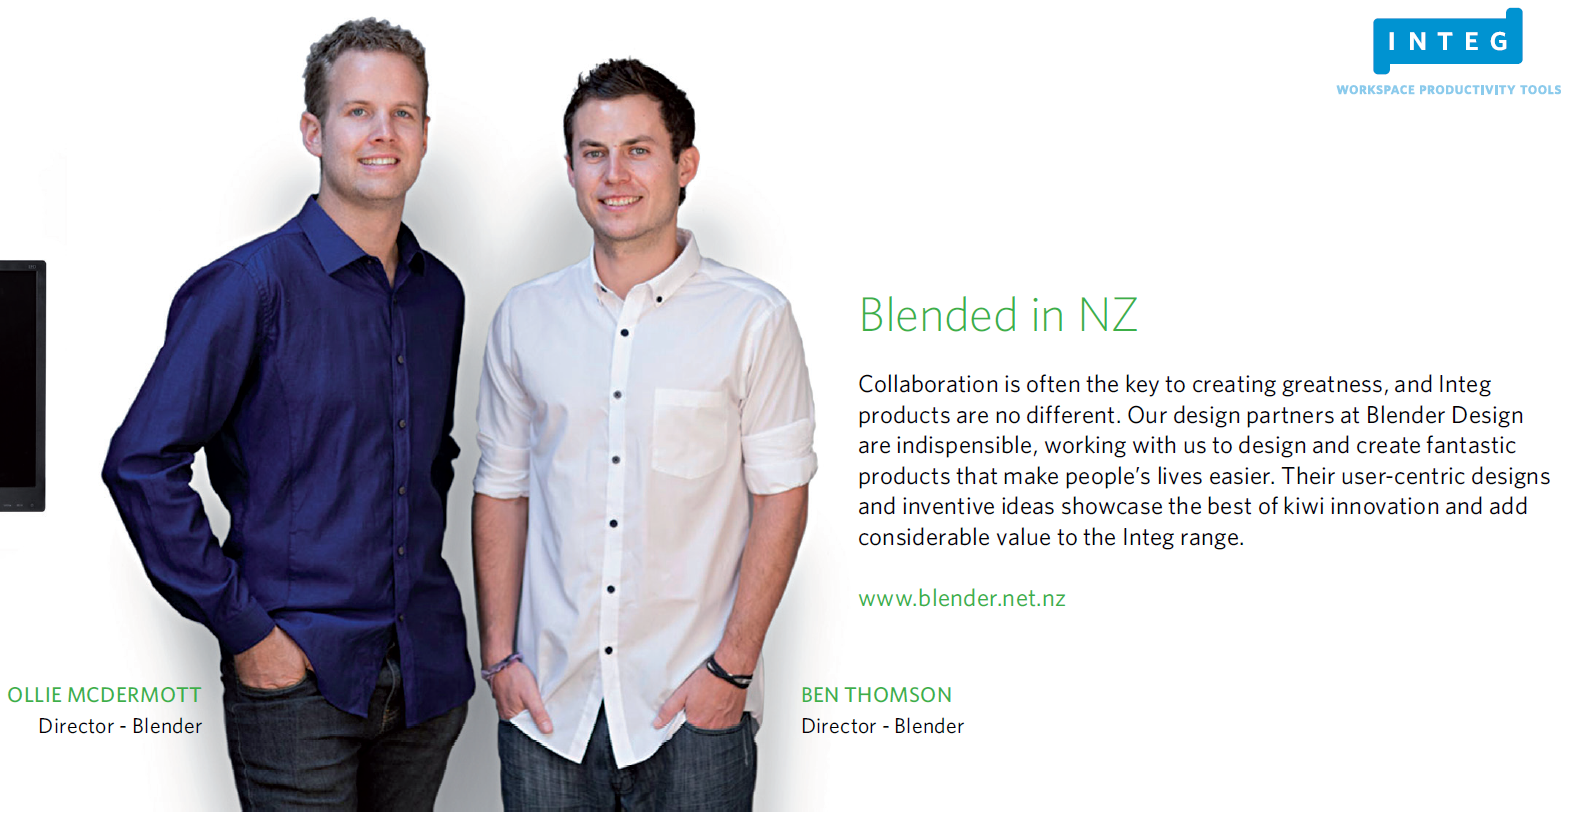 INTEG
WORKSPACE PRODUCTIVITY TOOLS
Blended in NZ
Collaboration is often the key to creating greatness, and Integ
products are no different. Our design partners at Blender Design
are indispensible, working with us to design and create fantastic
products that make people’s lives easier. Their user-centric designs
and inventive ideas showcase the best of kiwi innovation and add
considerable value to the Integ range.
www.blender.net.nz
OLLIE MCDERMOTT
Director - Blender
BEN THOMSON
Director - Blender